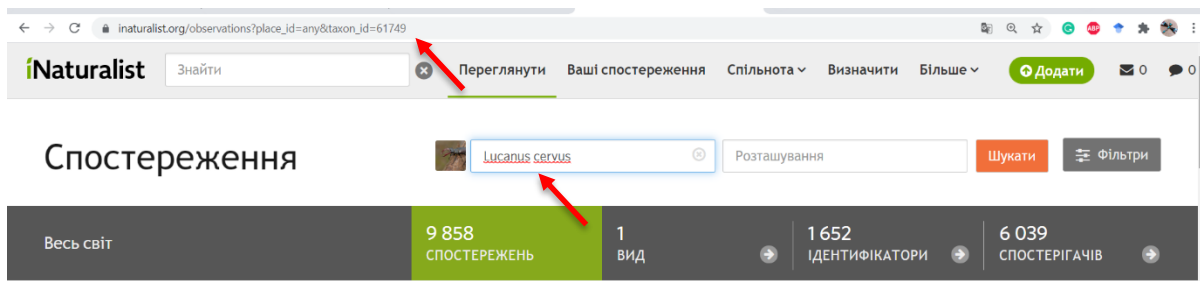 inaturalist.org/observations?place_id=any&taxon_id=61749
iNaturalist Знайти Переглянути Ваші спостереження Спільнота Визначити Більше Додати 0 0
Спостереження Lucanus cervus Розташування Шукати Фільтри
Весь світ
9 858 1 1 652 6 039
СПОСТЕРЕЖЕНЬ ВИД ІДЕНТИФІКАТОРИ СПОСТЕРІГАЧІВ